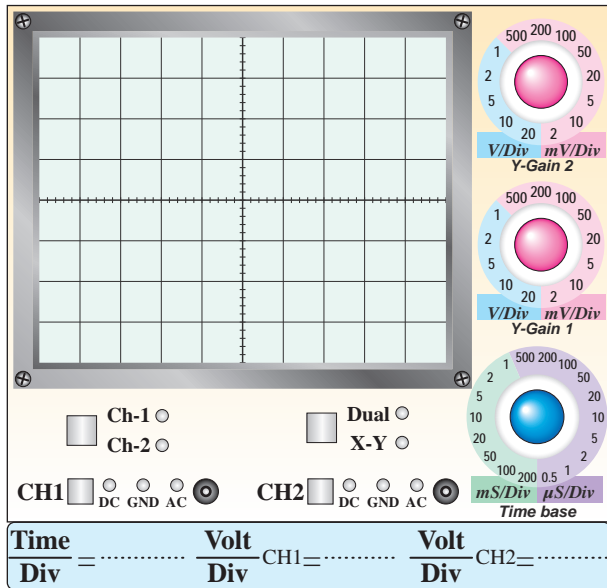 500 200 100
1 50
2 20
5 10
10 5
20 2
V/Div mV/Div
Y-Gain 2
500 200 100
1 50
2 20
5 10
10 5
20 2
V/Div mV/Div
Y-Gain 1
1 500 200 100
2 50
5 20
10 10
20 5
50 2
100 200 0.5 1
mS/Div µS/Div
Time base
Ch-1 Dual
Ch-2 X-Y
CH1 DC GND AC CH2 DC GND AC
Time/Div = ............ Volt/Div CH1= ............ Volt/Div CH2= ............